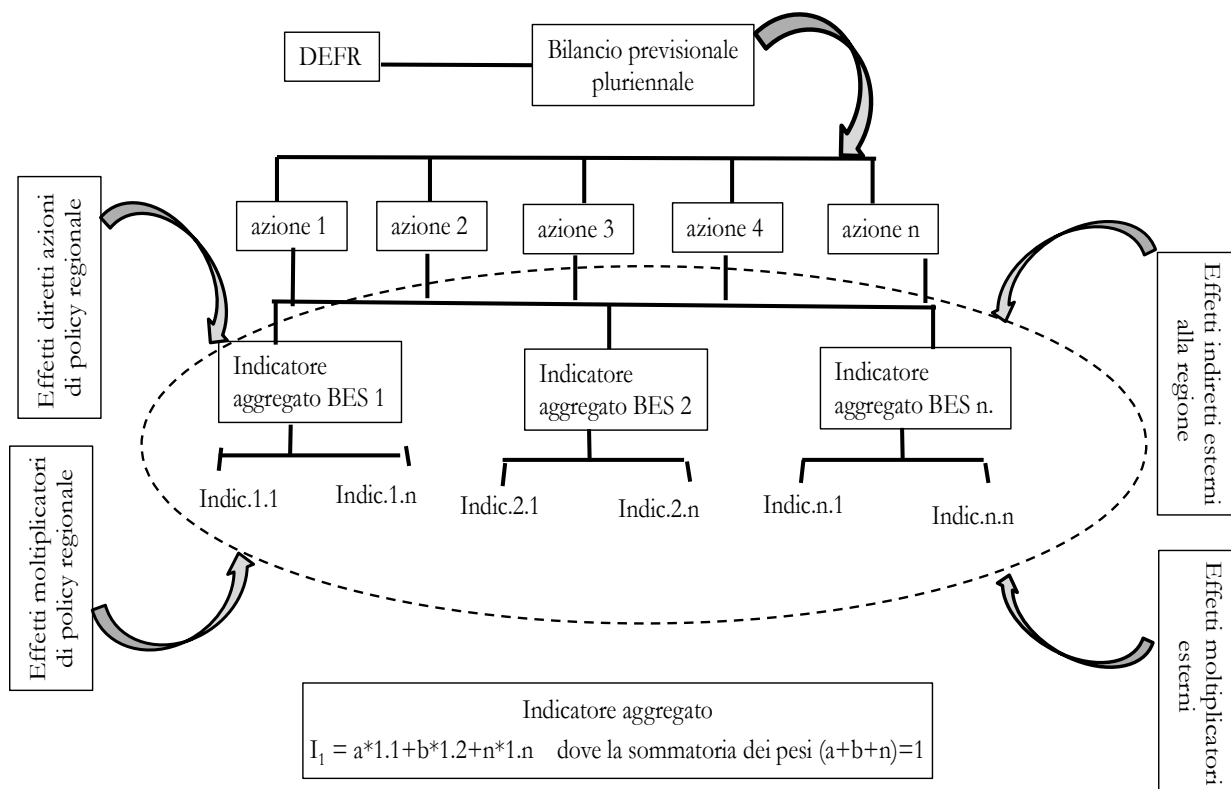 DEFR
Bilancio previsionale
pluriennale
azione 1
azione 2
azione 3
azione 4
azione n
Effetti diretti azioni
di policy regionale
Effetti indiretti esterni
alla regione
Indicatore
aggregato BES 1
Indicatore
aggregato BES 2
Indicatore
aggregato BES n.
Indic.1.1
Indic.1.n
Indic.2.1
Indic.2.n
Indic.n.1
Indic.n.n
Effetti moltiplicatori
di policy regionale
Effetti moltiplicatori
esterni
Indicatore aggregato
I₁ = a*1.1+b*1.2+n*1.n dove la sommatoria dei pesi (a+b+n)=1